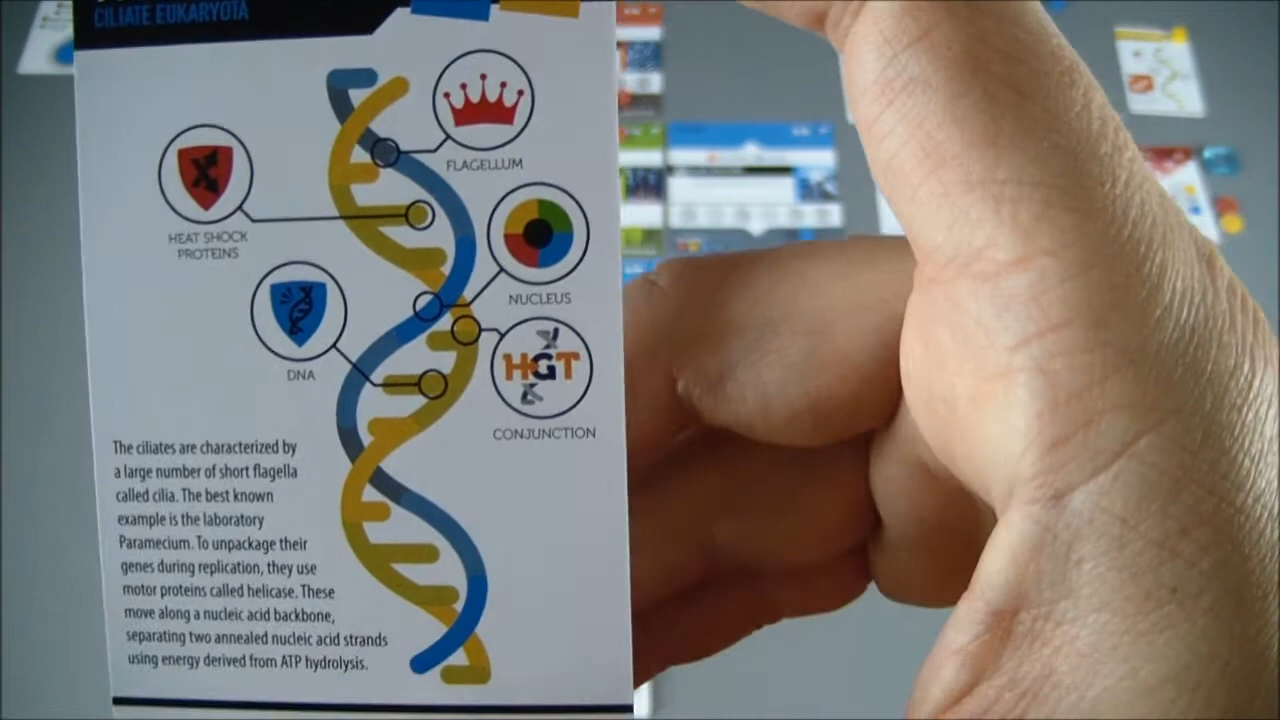 CILIATE EUKARYOTA
FLAGELLUM
HEAT SHOCK
PROTEINS
NUCLEUS
DNA
HGT
CONJUNCTION
The ciliates are characterized by
a large number of short flagella
called cilia. The best known
example is the laboratory
Paramecium. To unpackage their
genes during replication, they use
motor proteins called helicase. These
move along a nucleic acid backbone,
separating two annealed nucleic acid strands
using energy derived from ATP hydrolysis.